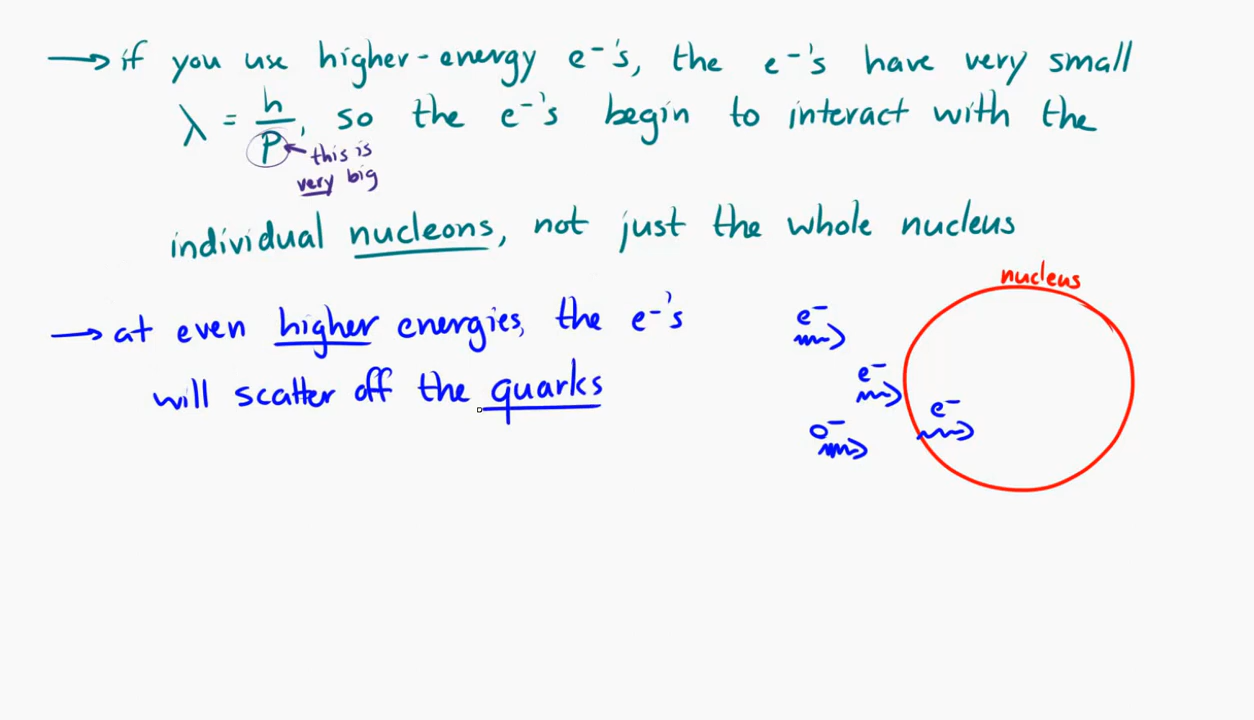 → if you use higher-energy e⁻'s, the e⁻'s have very small
λ = h/P, so the e⁻'s begin to interact with the
this is
very big
individual nucleons, not just the whole nucleus
→ at even higher energies, the e⁻'s
will scatter off the quarks
nucleus
e⁻
e⁻
e⁻
o⁻